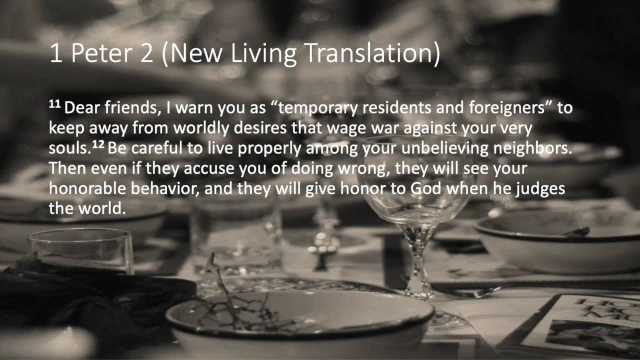 1 Peter 2 (New Living Translation)
11 Dear friends, I warn you as “temporary residents and foreigners” to
keep away from worldly desires that wage war against your very
souls.12 Be careful to live properly among your unbelieving neighbors.
Then even if they accuse you of doing wrong, they will see your
honorable behavior, and they will give honor to God when he judges
the world.